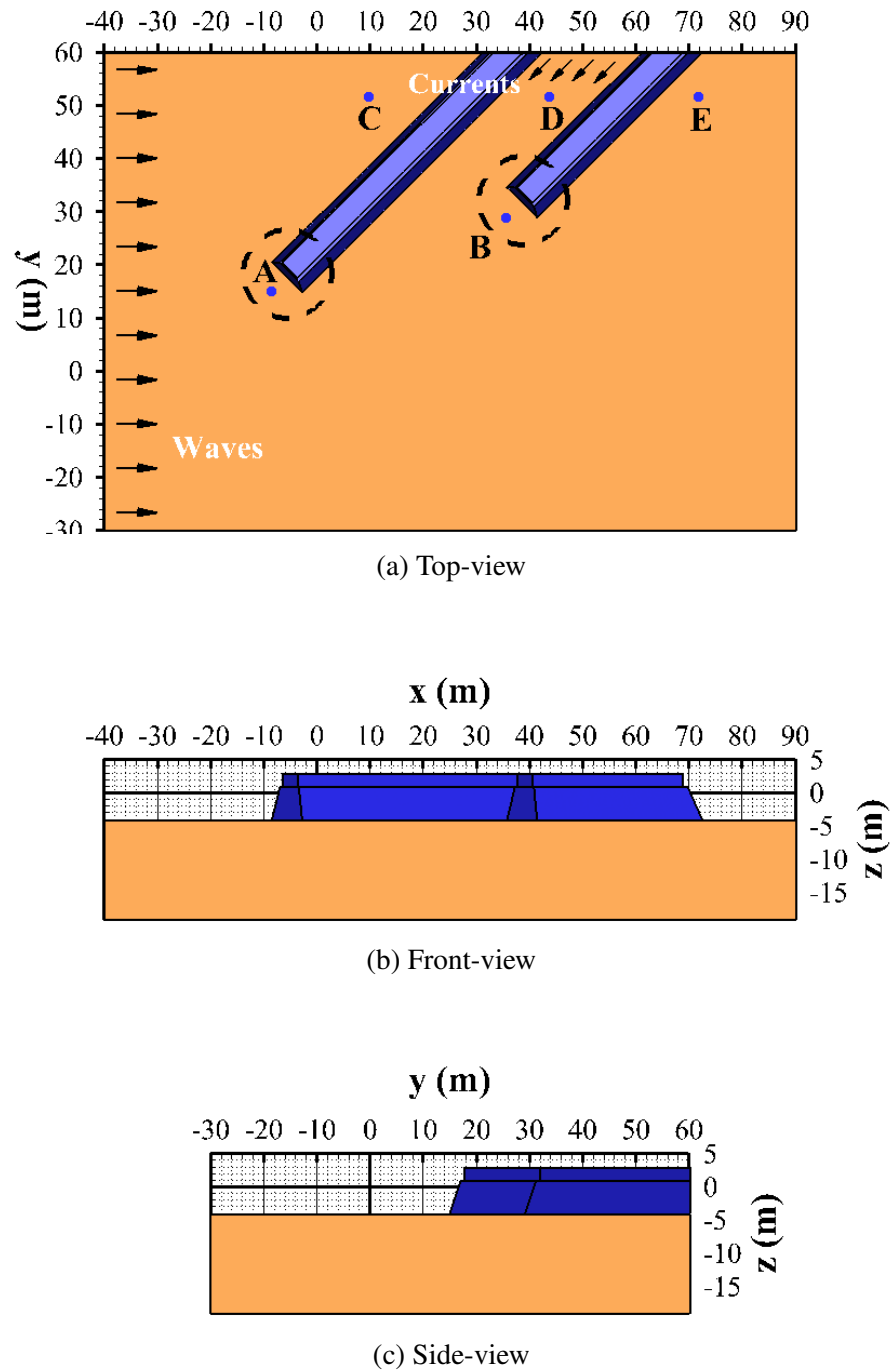 -40 -30 -20 -10 0 10 20 30 40 50 60 70 80 90
60
Currents
50
C D E
40
30
B
20
A
y (m)
10
0
-10
Waves
-20
-30
(a) Top-view
x (m)
-40 -30 -20 -10 0 10 20 30 40 50 60 70 80 90
5
0
-5
z (m)
-10
-15
(b) Front-view
y (m)
-30 -20 -10 0 10 20 30 40 50 60
5
0
-5
z (m)
-10
-15
(c) Side-view